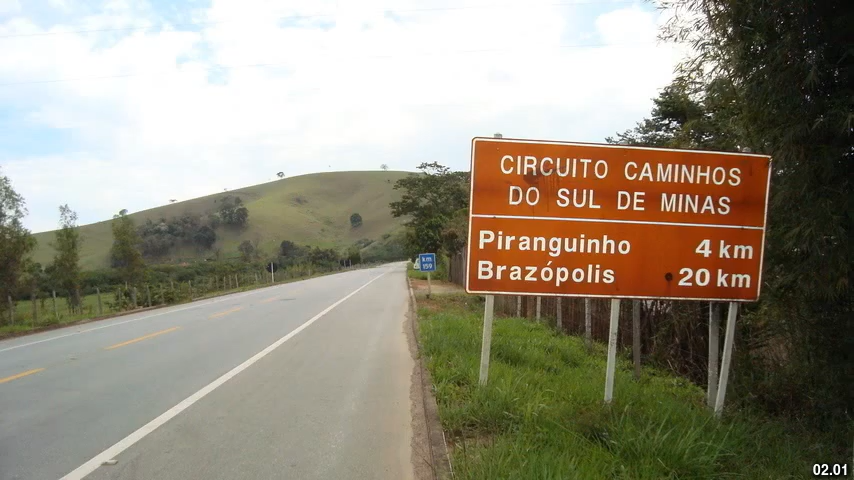 CIRCUITO CAMINHOS
DO SUL DE MINAS
Piranguinho 4 km
Brazópolis 20 km
km
159
02.01